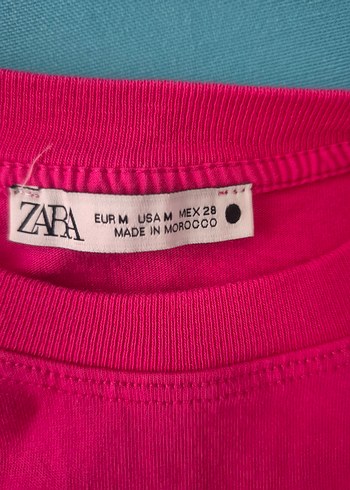 ZARA
EUR M USA M MEX 28
MADE IN MOROCCO